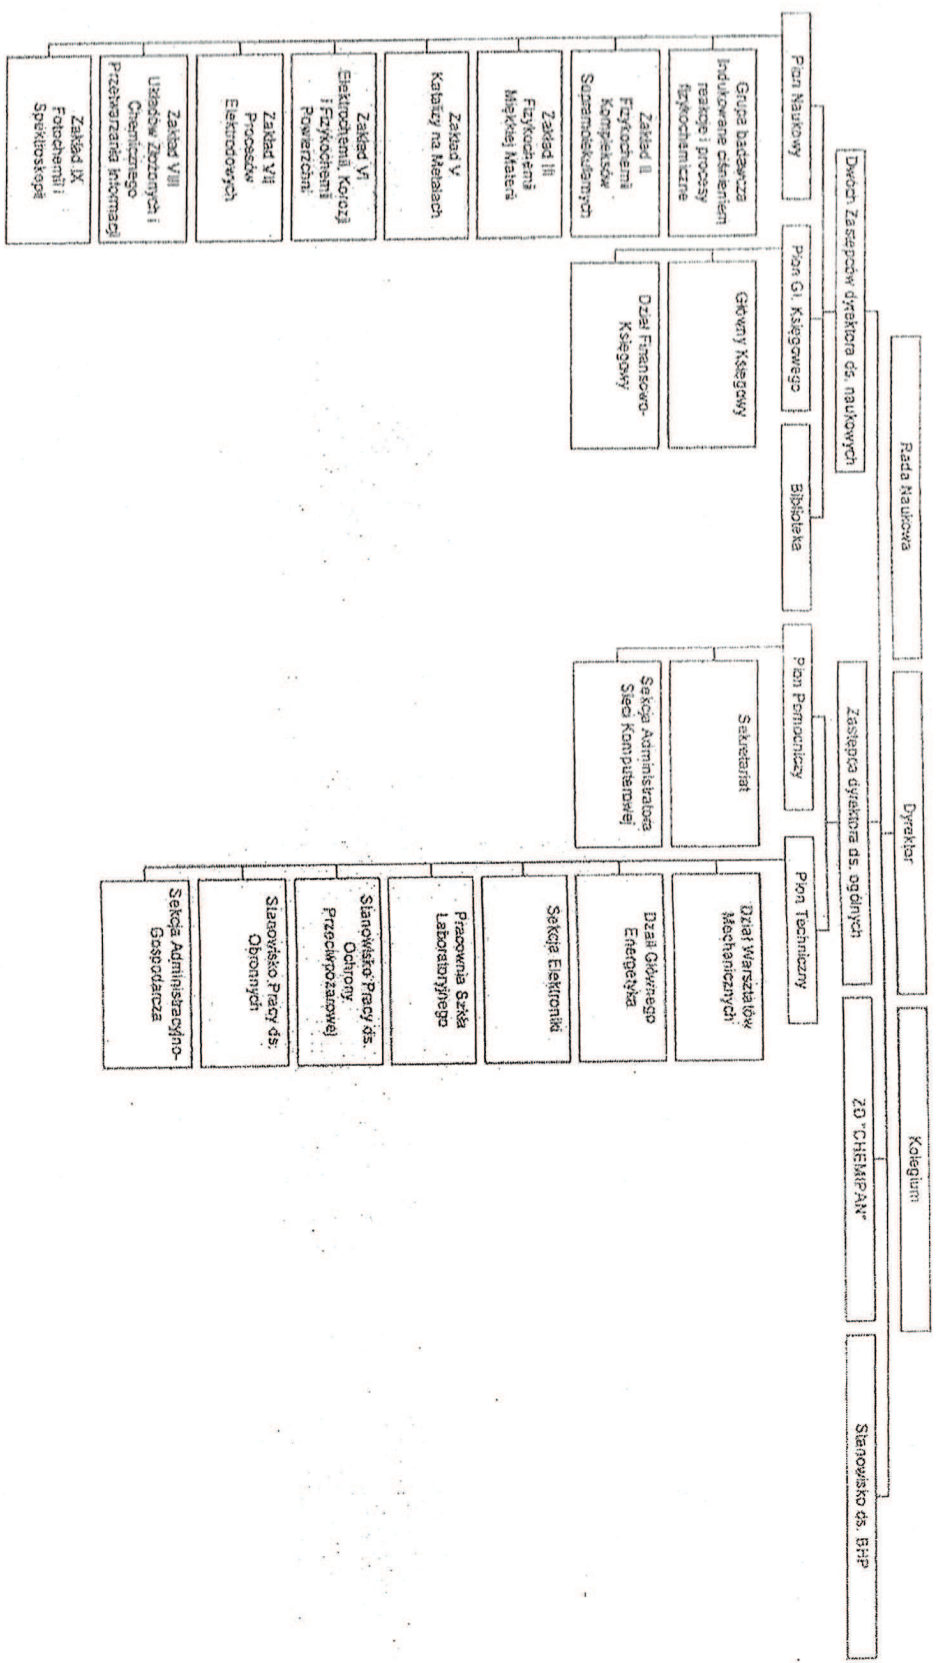 Rada Naukowa
Dyrektor
Kolegium
Dwóch Zastępców dyrektora ds. naukowych
Zastępca dyrektora ds. ogólnych
ZD "CHEMIPAN"
Stanowisko ds. BHP
Pion Naukowy
Pion Gł. Księgowego
Biblioteka
Pion Pomocniczy
Pion Techniczny
Grupa badawcza
Indukowane ciśnieniem
reakcje i procesy
fizykochemiczne
Zakład II
Fizykochemii
Kompleksów
Supramolekularnych
Zakład III
Fizykochemii
Miękkiej Materii
Zakład V
Katalizy na Metalach
Zakład VI
Elektrochemii, Korozji
i Fizykochemii
Powierzchni
Zakład VII
Procesów
Elektrodowych
Zakład VIII
Układów Złożonych i
Chemicznego
Przetwarzania Informacji
Zakład IX
Fotochemii i
Spektroskopii
Główny Księgowy
Dział Finansowo-
Księgowy
Sekretariat
Sekcja Administratora
Sieci Komputerowej
Dział Warsztatów
Mechanicznych
Dział Głównego
Energetyka
Sekcja Elektroniki
Pracownia Szkła
Laboratoryjnego
Stanowisko Pracy ds.
Ochrony
Przeciwpożarowej
Stanowisko Pracy ds.
Obronnych
Sekcja Administracyjno-
Gospodarcza